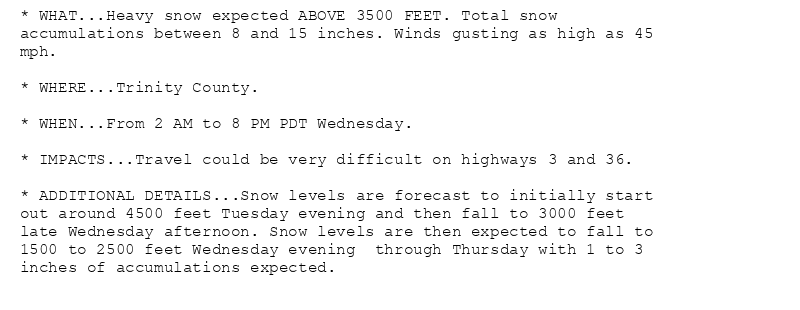 * WHAT...Heavy snow expected ABOVE 3500 FEET. Total snow
accumulations between 8 and 15 inches. Winds gusting as high as 45
mph.
* WHERE...Trinity County.
* WHEN...From 2 AM to 8 PM PDT Wednesday.
* IMPACTS...Travel could be very difficult on highways 3 and 36.
* ADDITIONAL DETAILS...Snow levels are forecast to initially start
out around 4500 feet Tuesday evening and then fall to 3000 feet
late Wednesday afternoon. Snow levels are then expected to fall to
1500 to 2500 feet Wednesday evening  through Thursday with 1 to 3
inches of accumulations expected.